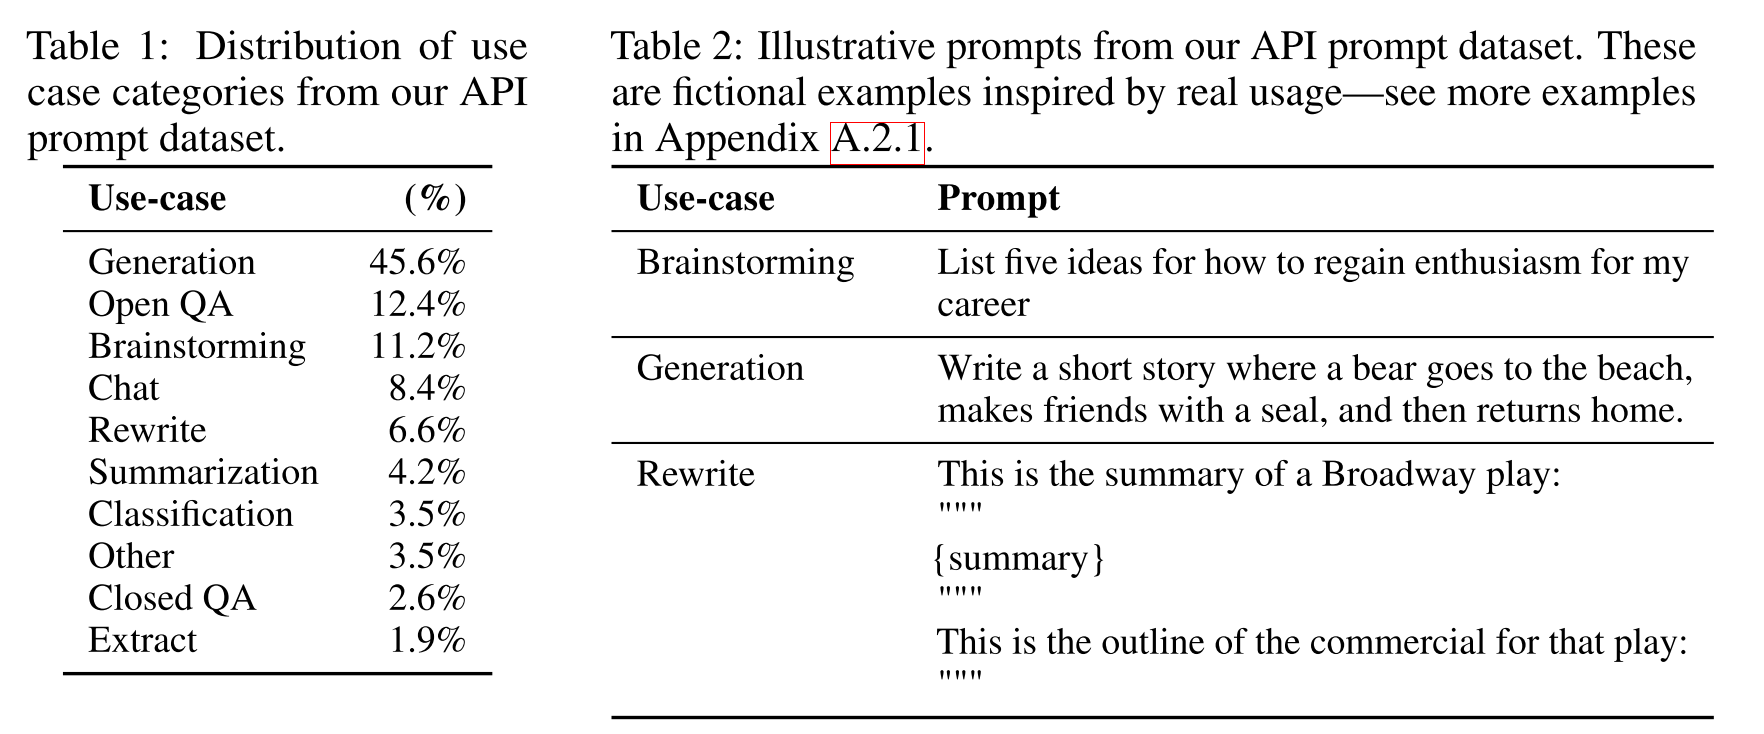 Table 1: Distribution of use
case categories from our API
prompt dataset.
Use-case (%)
Generation 45.6%
Open QA 12.4%
Brainstorming 11.2%
Chat 8.4%
Rewrite 6.6%
Summarization 4.2%
Classification 3.5%
Other 3.5%
Closed QA 2.6%
Extract 1.9%
Table 2: Illustrative prompts from our API prompt dataset. These
are fictional examples inspired by real usage—see more examples
in Appendix A.2.1.
Use-case Prompt
Brainstorming List five ideas for how to regain enthusiasm for my
career
Generation Write a short story where a bear goes to the beach,
makes friends with a seal, and then returns home.
Rewrite This is the summary of a Broadway play:
"""
{summary}
"""
This is the outline of the commercial for that play:
"""